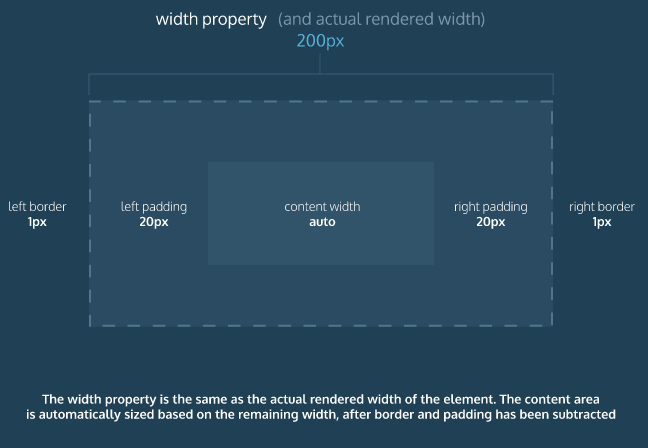 width property (and actual rendered width)
200px
left border
1px
left padding
20px
content width
auto
right padding
20px
right border
1px
The width property is the same as the actual rendered width of the element. The content area
is automatically sized based on the remaining width, after border and padding has been subtracted